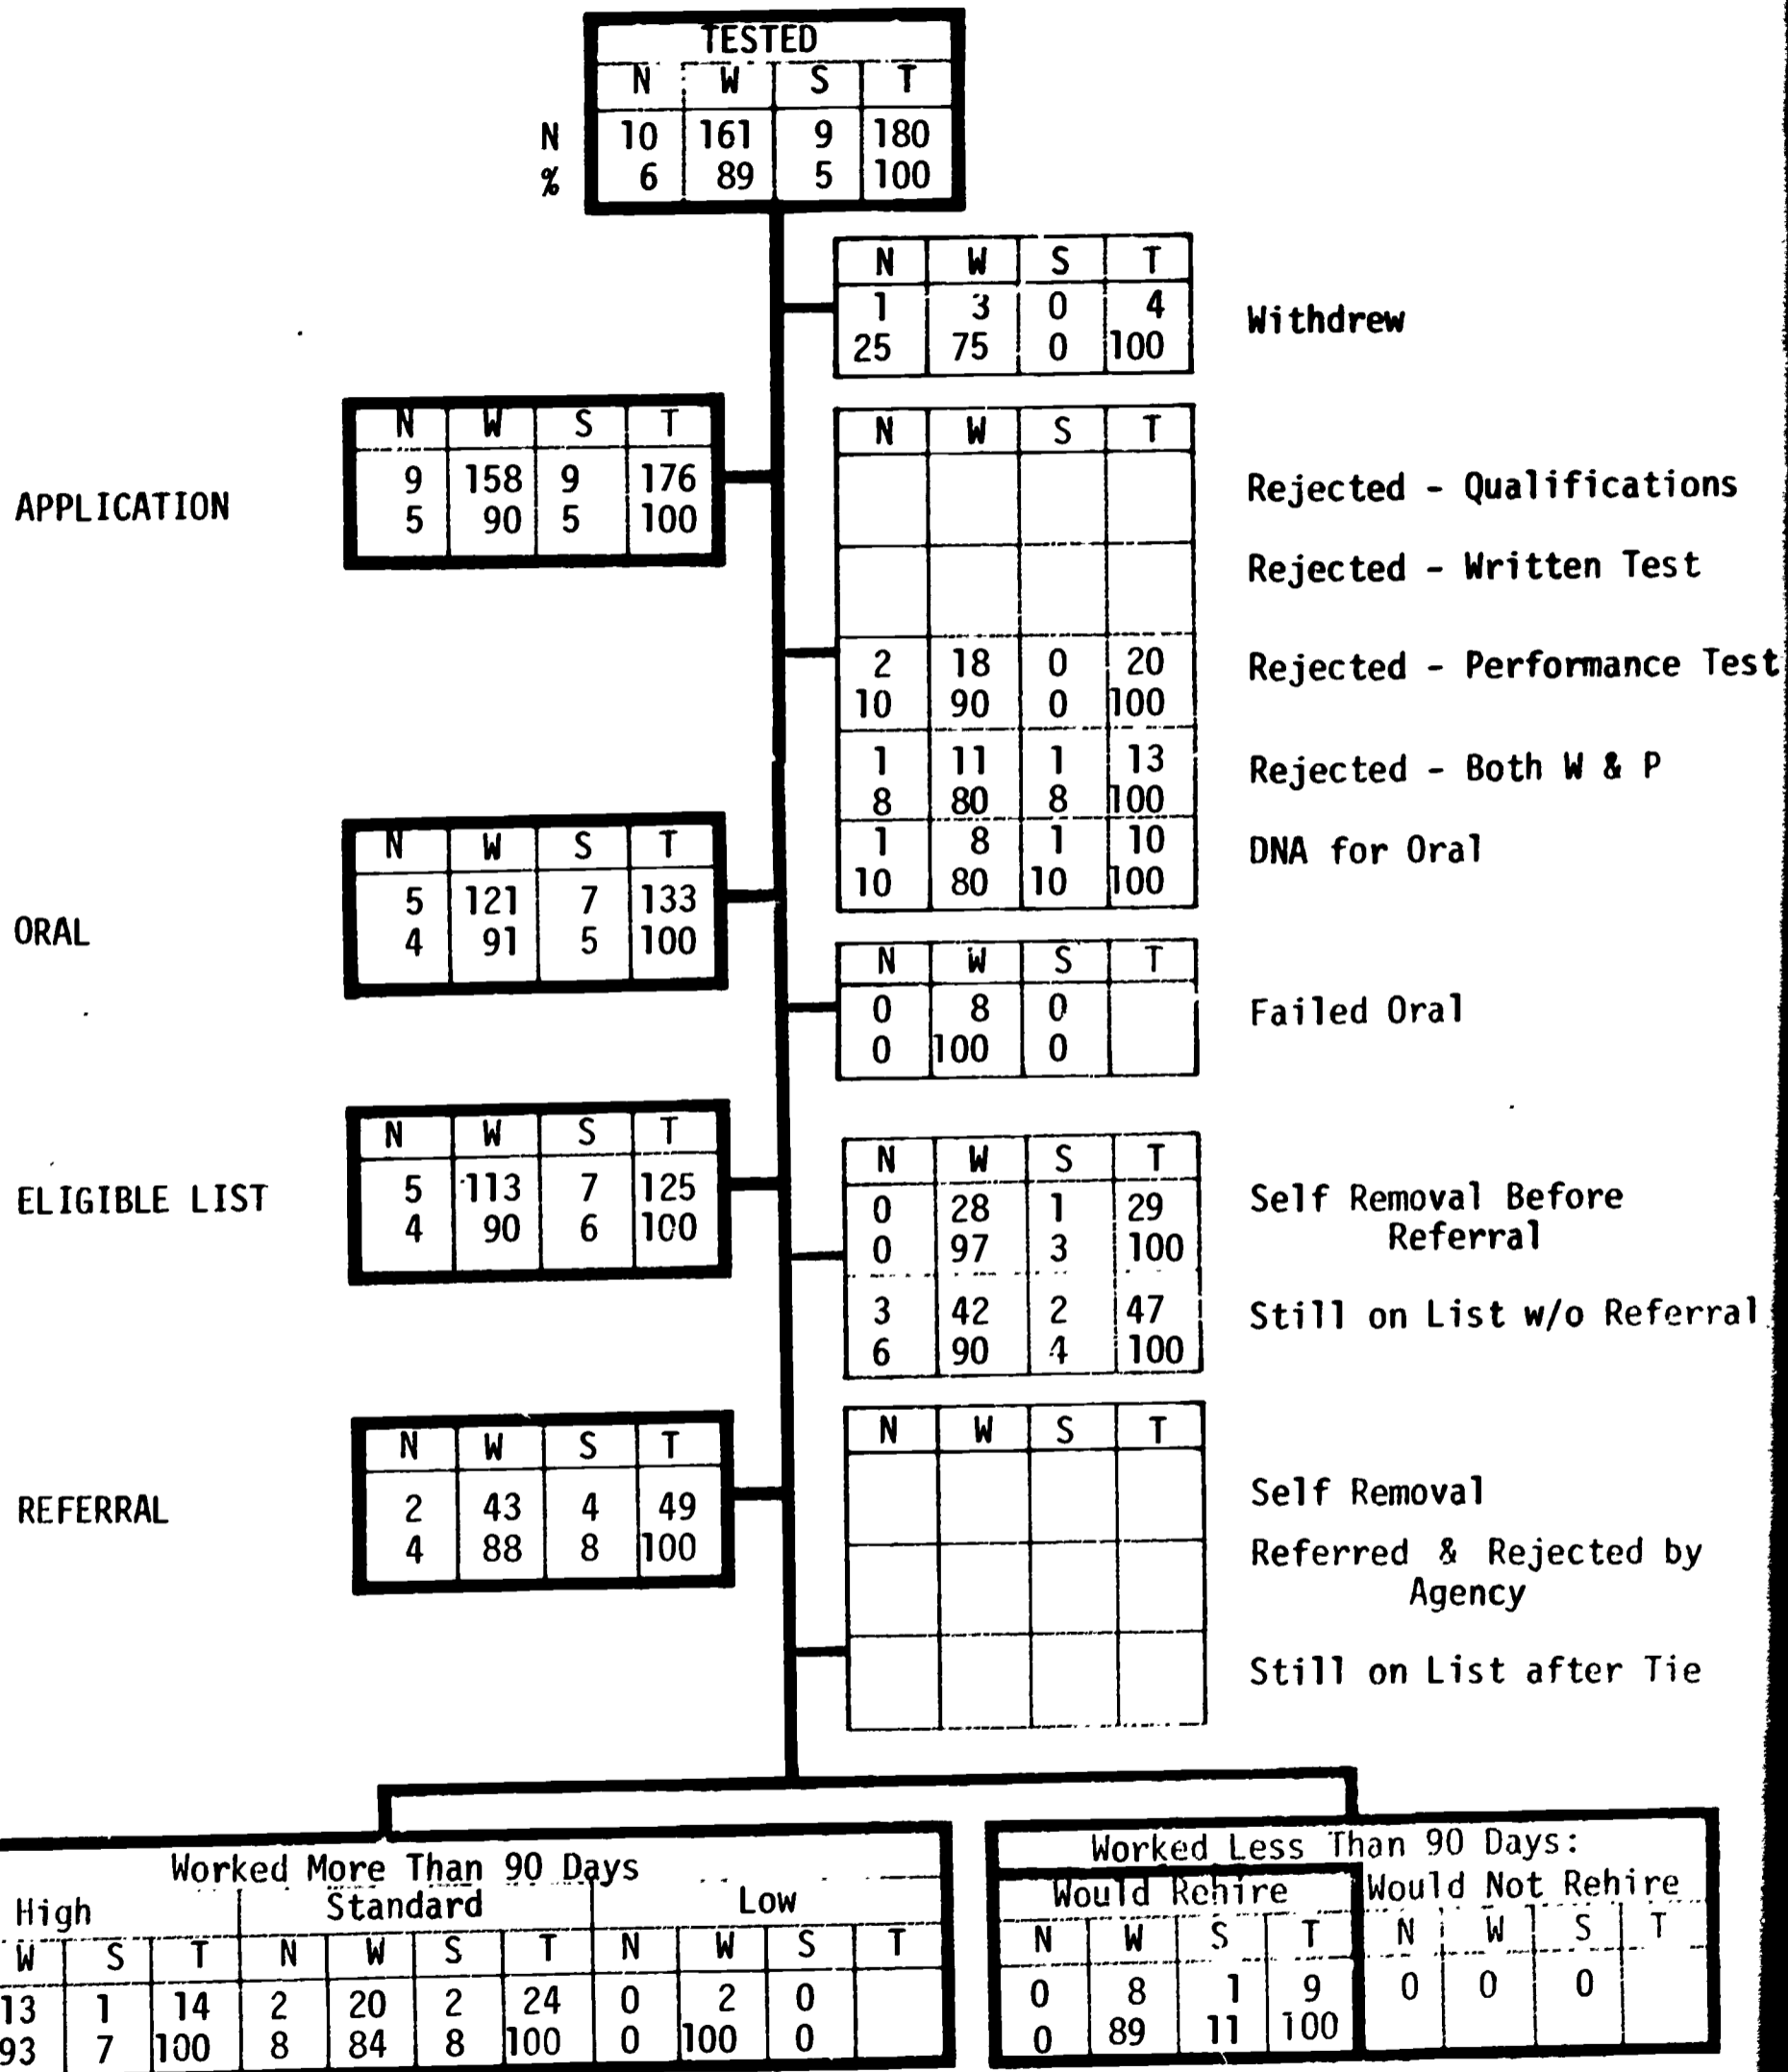 TESTED
N W S T
N 10 161 9 180
% 6 89 5 100
N W S T
1 3 0 4
25 75 0 100
Withdrew
APPLICATION
N W S T
9 158 9 176
5 90 5 100
N W S T
Rejected - Qualifications
Rejected - Written Test
2 18 0 20
10 90 0 100
Rejected - Performance Test
1 11 1 13
8 80 8 100
Rejected - Both W & P
1 8 1 10
10 80 10 100
DNA for Oral
ORAL
N W S T
5 121 7 133
4 91 5 100
N W S T
0 8 0
0 100 0
Failed Oral
ELIGIBLE LIST
N W S T
5 113 7 125
4 90 6 100
N W S T
0 28 1 29
0 97 3 100
Self Removal Before
Referral
3 42 2 47
6 90 4 100
Still on List w/o Referral
REFERRAL
N W S T
2 43 4 49
4 88 8 100
N W S T
Self Removal
Referred & Rejected by
Agency
Still on List after Tie
Worked More Than 90 Days
High Standard Low
W S T N W S T N W S T
13 1 14 2 20 2 24 0 2 0
93 7 100 8 84 8 100 0 100 0
Worked Less Than 90 Days:
Would Rehire Would Not Rehire
N W S T N W S T
0 8 1 9 0 0 0
0 89 11 100